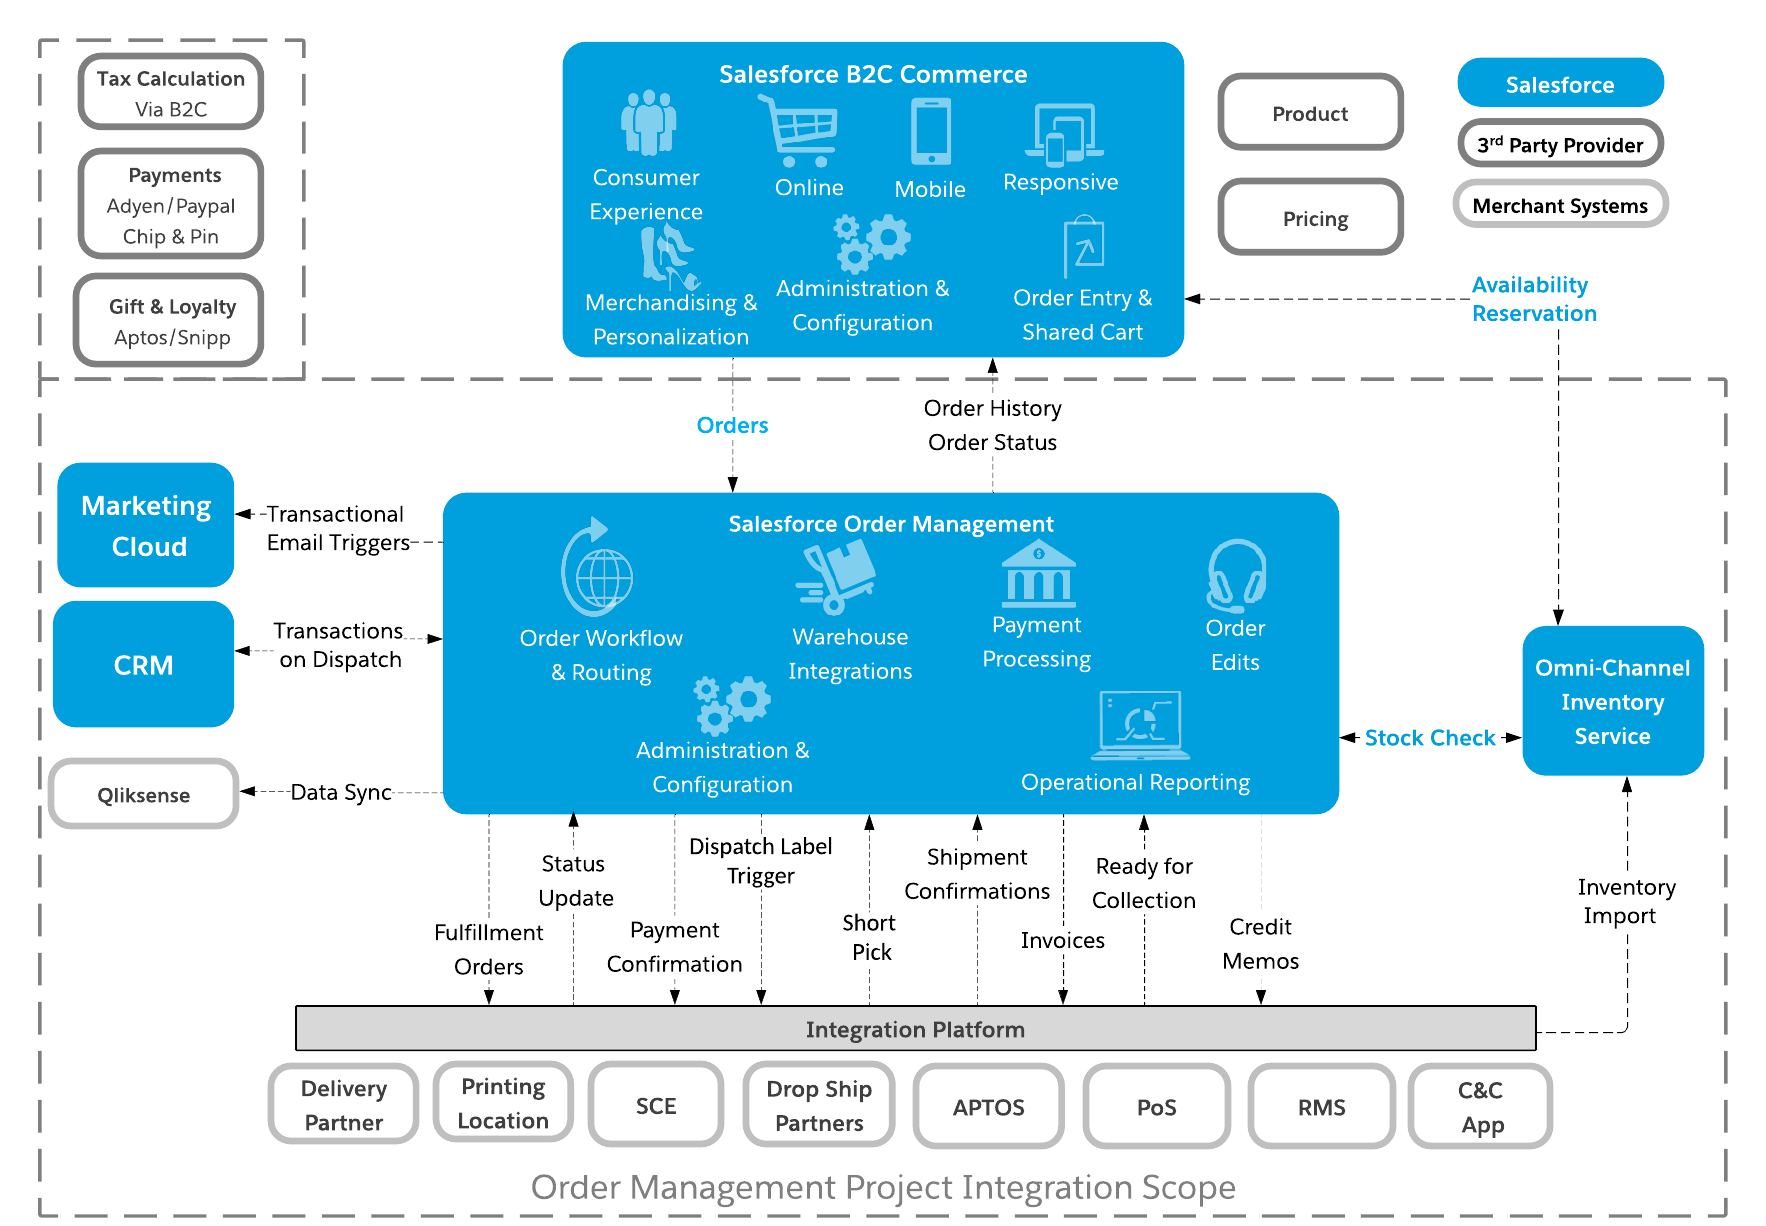 Tax Calculation
Via B2C
Payments
Adyen/Paypal
Chip & Pin
Gift & Loyalty
Aptos/Snipp
Salesforce B2C Commerce
Consumer
Experience
Online
Mobile
Responsive
Merchandising &
Personalization
Administration &
Configuration
Order Entry &
Shared Cart
Product
Pricing
Salesforce
3rd Party Provider
Merchant Systems
Availability
Reservation
Orders
Order History
Order Status
Marketing
Cloud
Transactional
Email Triggers
CRM
Transactions
on Dispatch
Qliksense
Data Sync
Salesforce Order Management
Order Workflow
& Routing
Warehouse
Integrations
$
Payment
Processing
Order
Edits
Administration &
Configuration
Operational Reporting
Stock Check
Omni-Channel
Inventory
Service
Fulfillment
Orders
Status
Update
Payment
Confirmation
Dispatch Label
Trigger
Short
Pick
Shipment
Confirmations
Invoices
Ready for
Collection
Credit
Memos
Inventory
Import
Integration Platform
Delivery
Partner
Printing
Location
SCE
Drop Ship
Partners
APTOS
PoS
RMS
C&C
App
Order Management Project Integration Scope